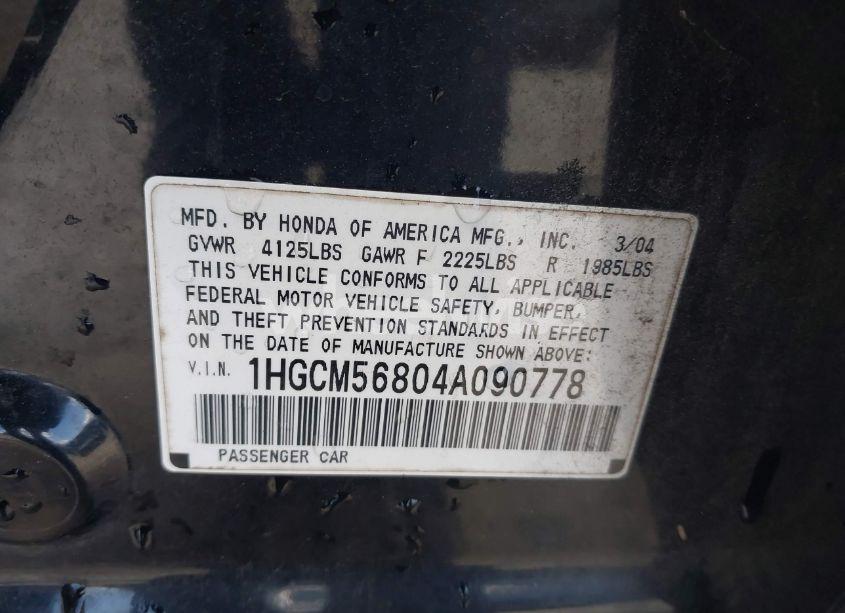 MFD. BY HONDA OF AMERICA MFG., INC. 3/04
GVWR 4125LBS GAWR F 2225LBS R 1985LBS
THIS VEHICLE CONFORMS TO ALL APPLICABLE
FEDERAL MOTOR VEHICLE SAFETY, BUMPER,
AND THEFT PREVENTION STANDARDS IN EFFECT
ON THE DATE OF MANUFACTURE SHOWN ABOVE:
V.I.N. 1HGCM56804A090778
PASSENGER CAR